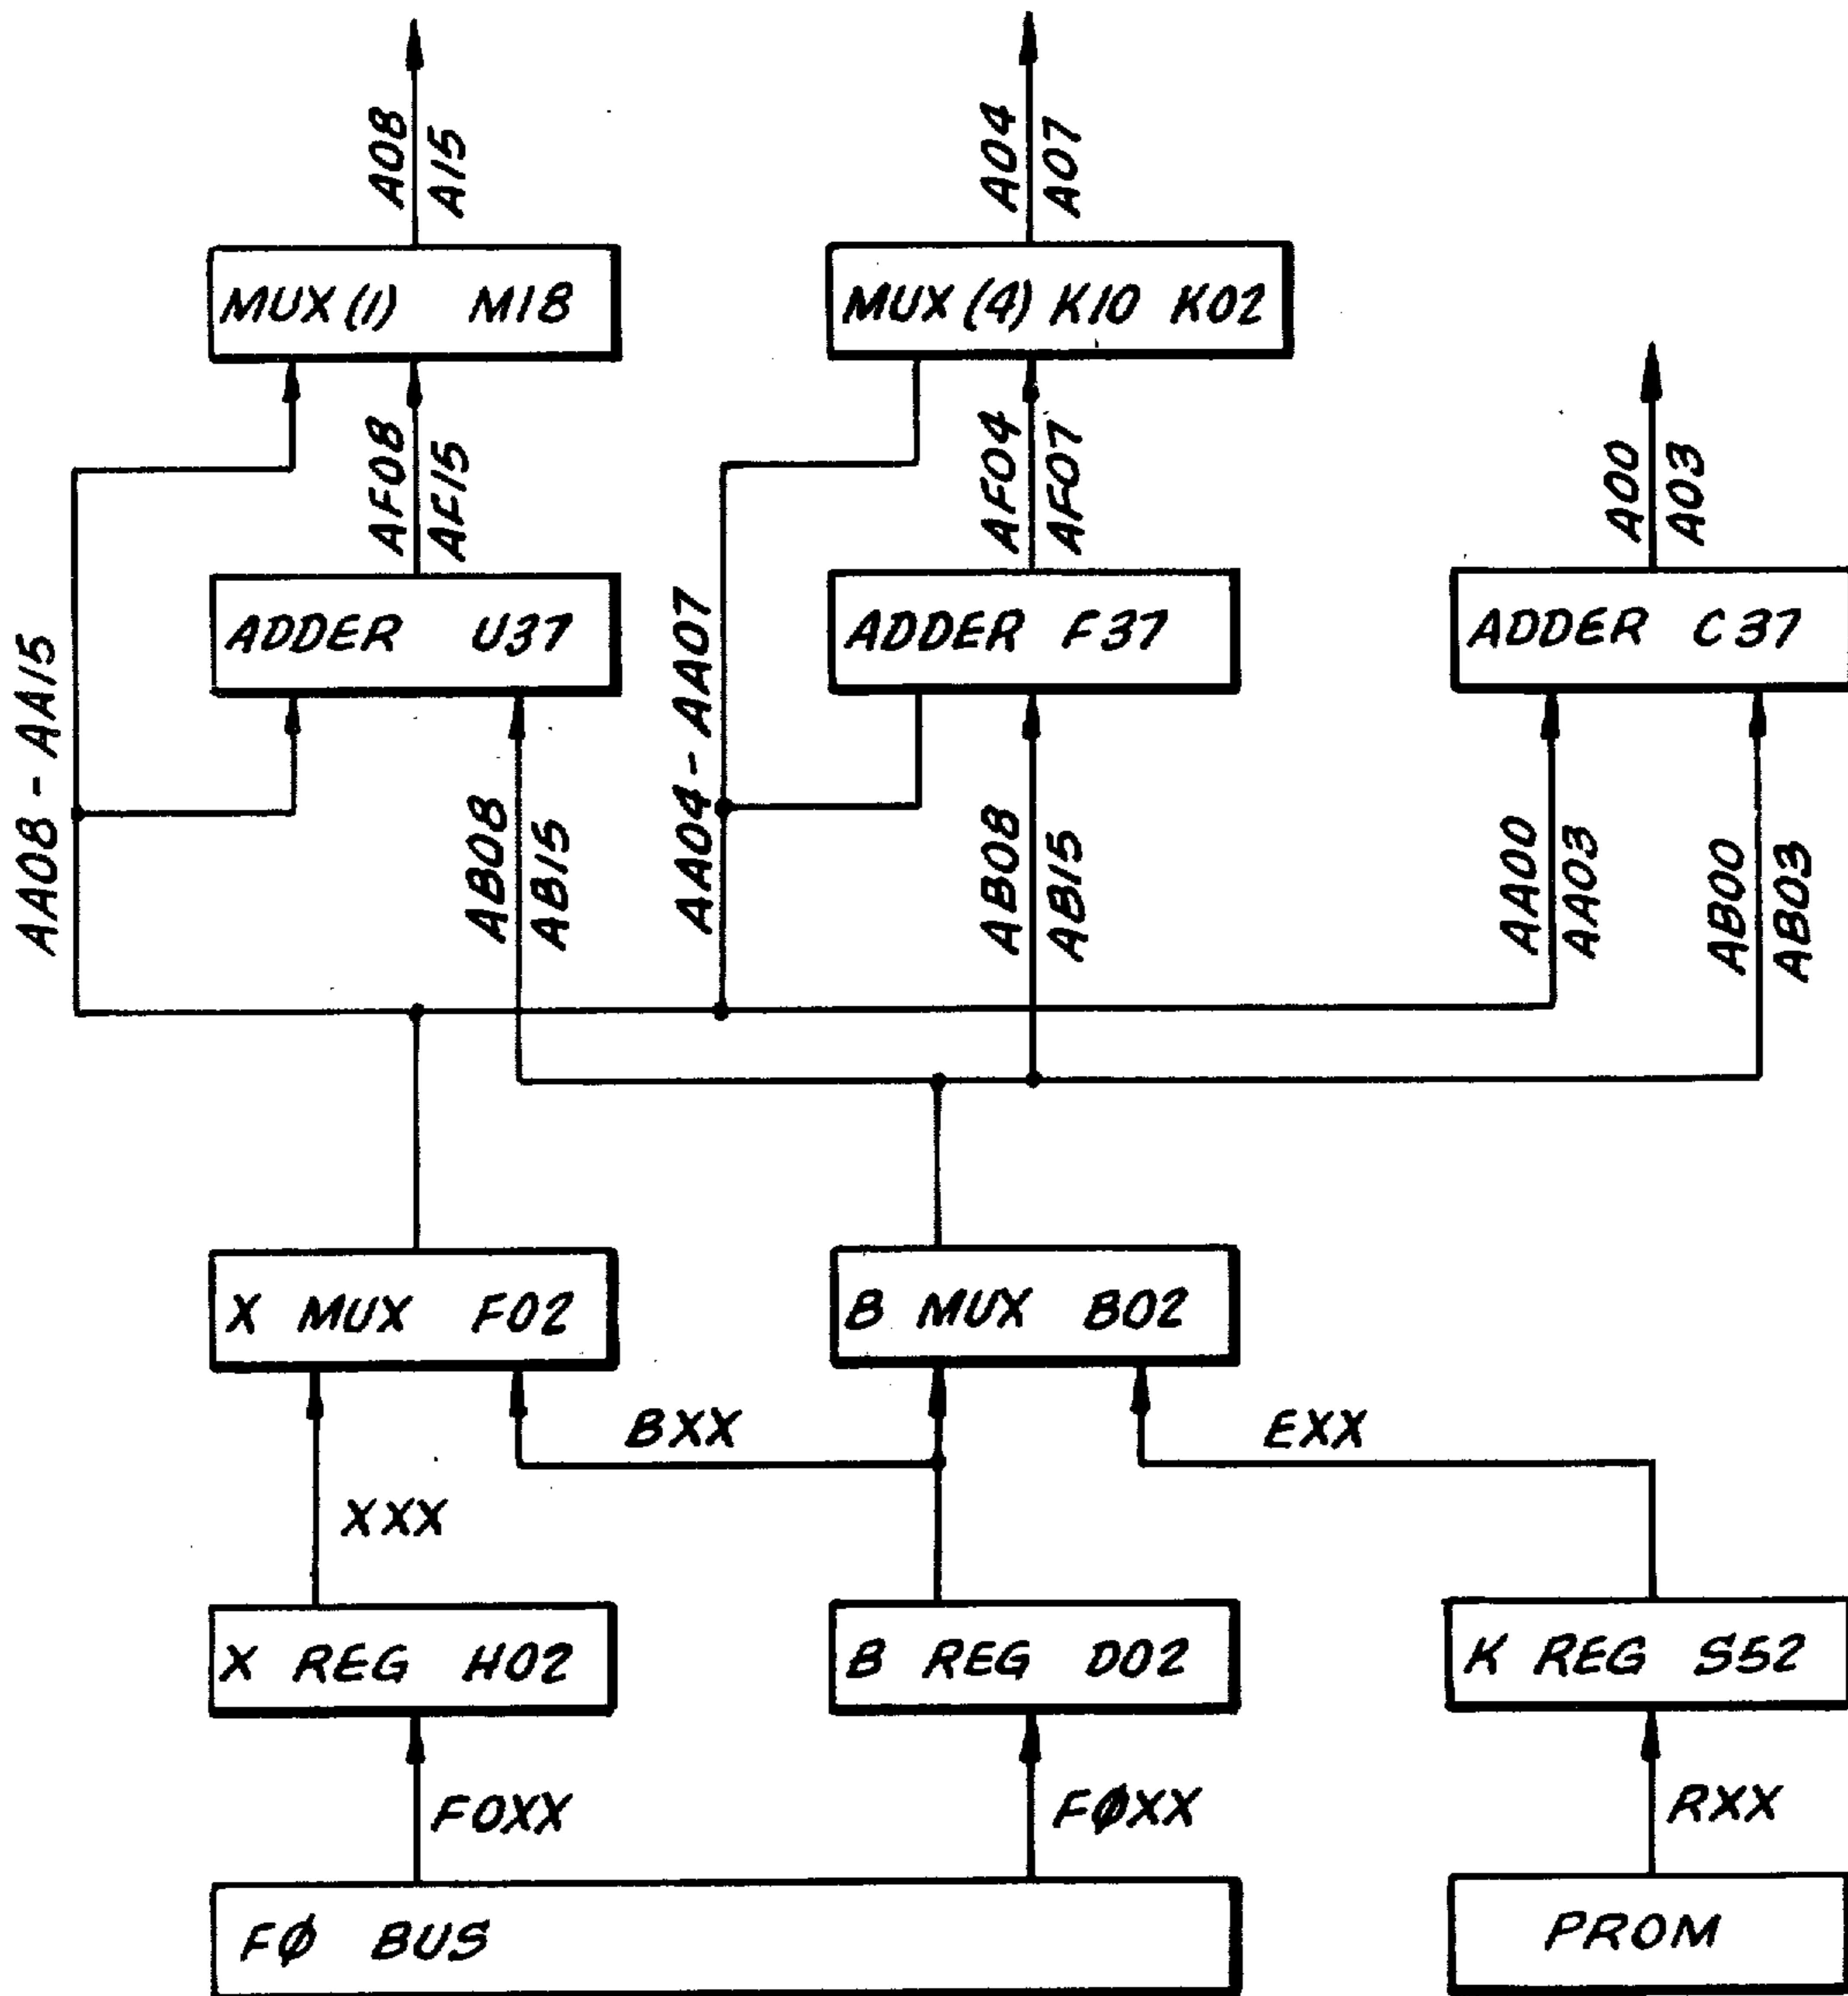 A08
A15
A04
A07
MUX(1) M18
MUX(4) K10 K02
AF08
AF15
AF04
AF07
A00
A03
ADDER U37
ADDER F37
ADDER C37
AA08 - AA15
AB08
AB15
AA04 - AA07
AB08
AB15
AA00
AA03
AB00
AB03
X MUX F02
B MUX B02
BXX
EXX
XXX
X REG H02
B REG D02
K REG S52
FOXX
FØXX
RXX
FØ BUS
PROM